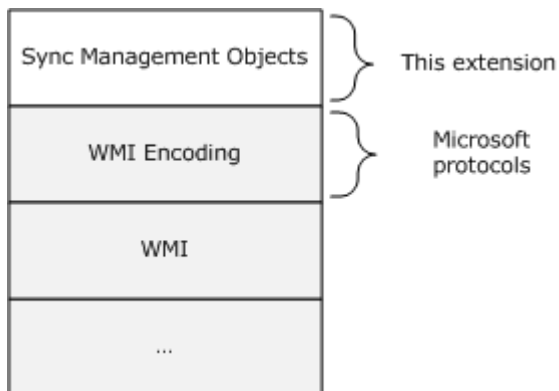 Sync Management Objects
This extension
WMI Encoding
Microsoft
protocols
WMI
...